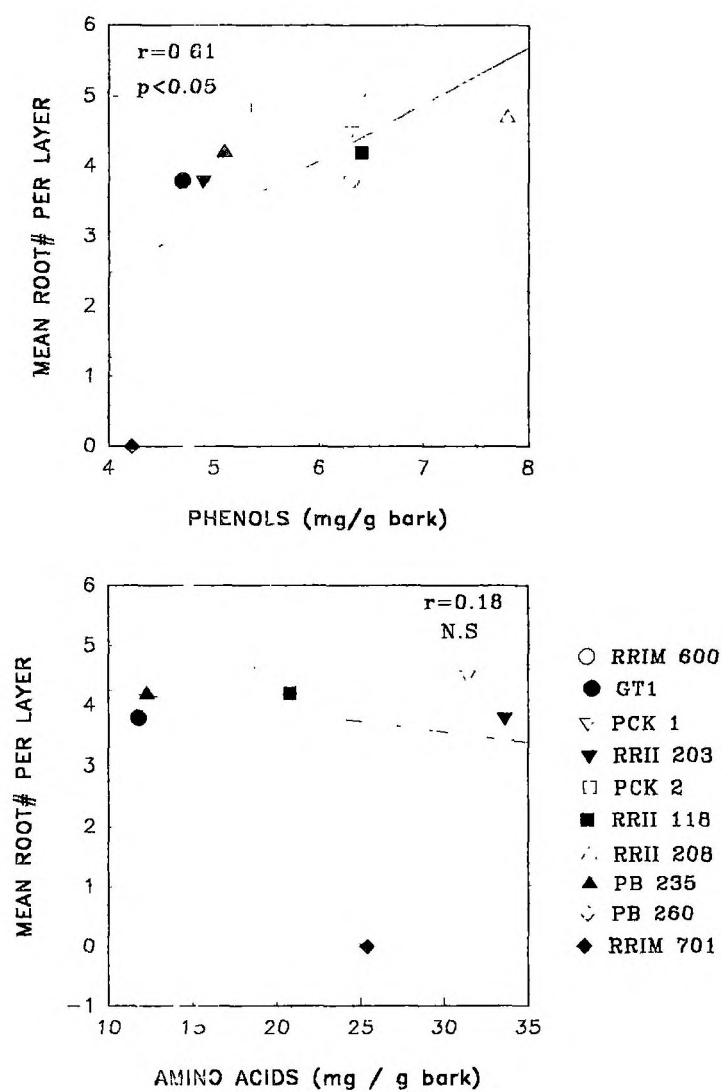 r=0 61
p<0.05
6
5
4
3
2
1
0
MEAN ROOT# PER LAYER
4 5 6 7 8
PHENOLS (mg/g bark)
r=0.18
N.S
6
5
4
3
2
1
0
-1
MEAN ROOT# PER LAYER
10 15 20 25 30 35
AMINO ACIDS (mg / g bark)
RRIM 600
GT1
PCK 1
RRII 203
PCK 2
RRII 118
RRII 208
PB 235
PB 260
RRIM 701